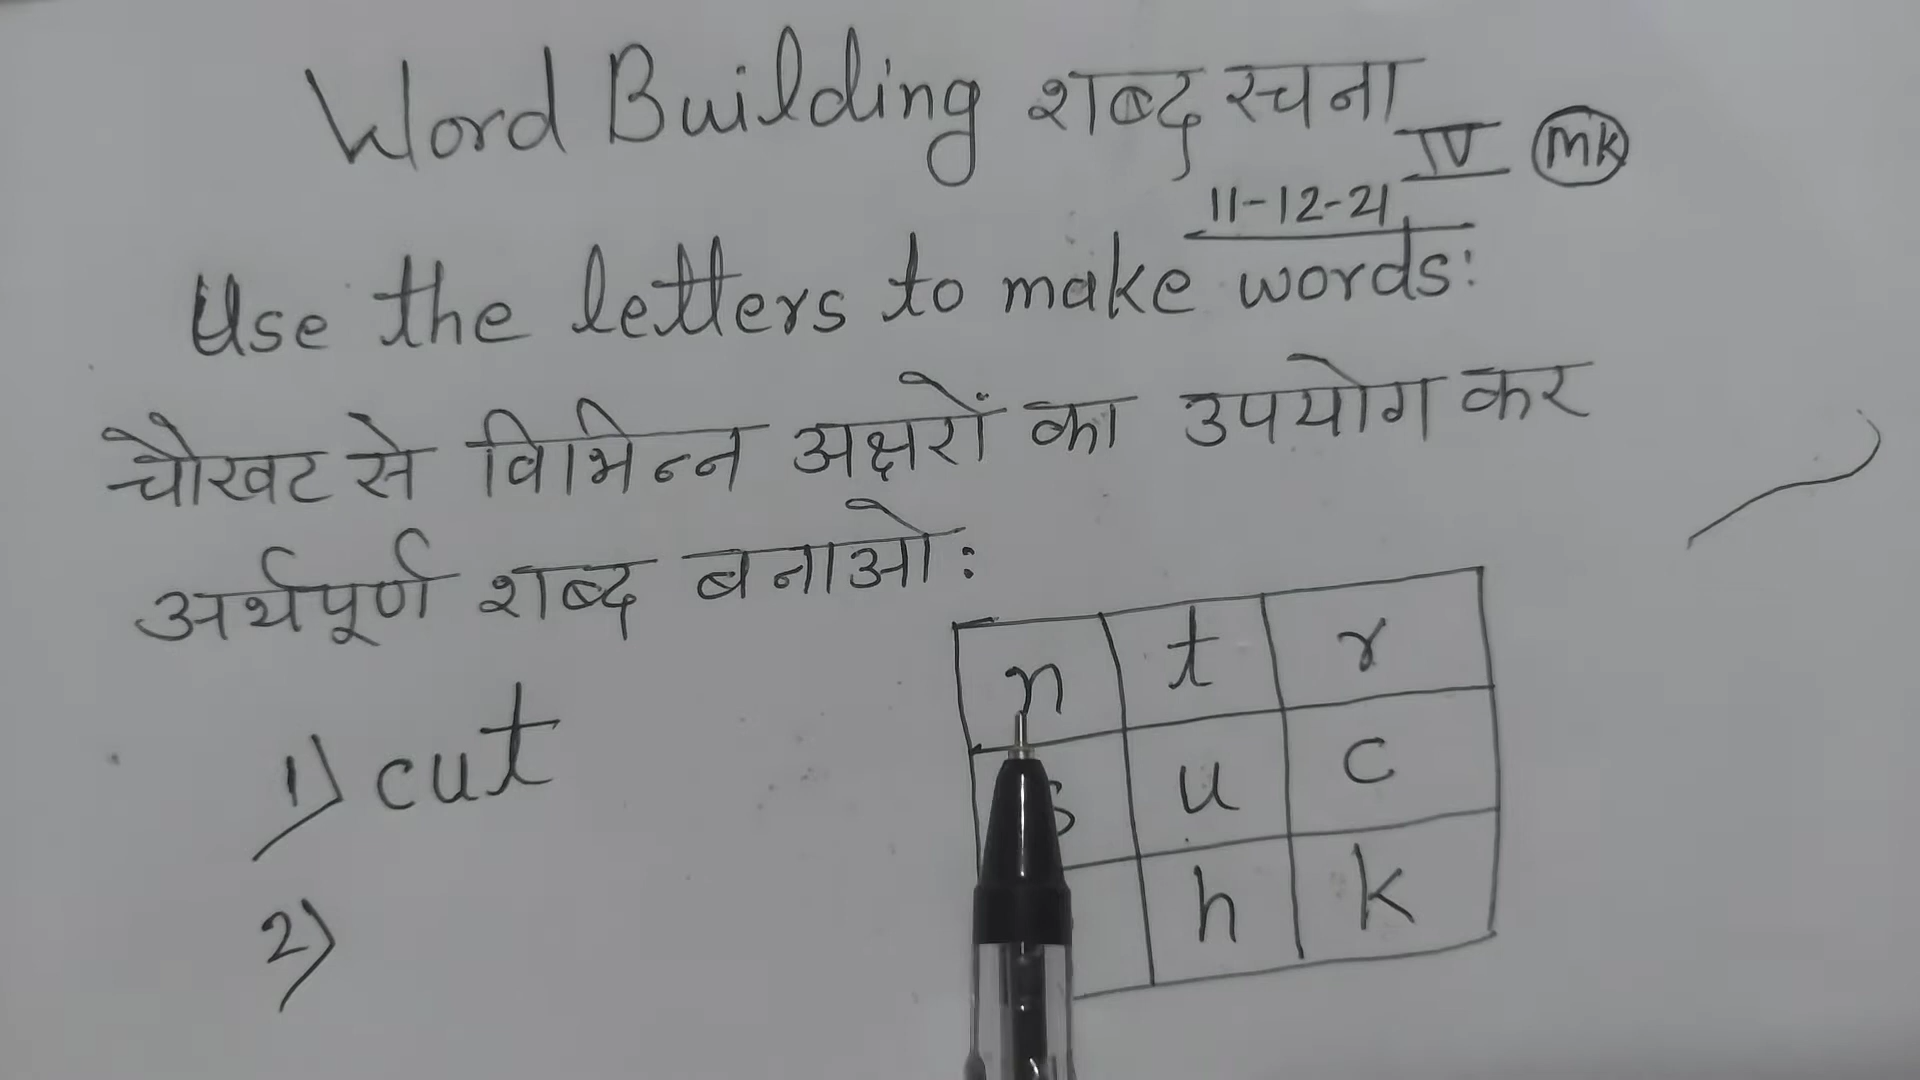 Word Building शब्द रचना
IV MK
11-12-21
Use the letters to make words:
चौखट से विभिन्न अक्षरों का उपयोग कर
अर्थपूर्ण शब्द बनाओ:
n t r
s u c
h k
1) cut
2)